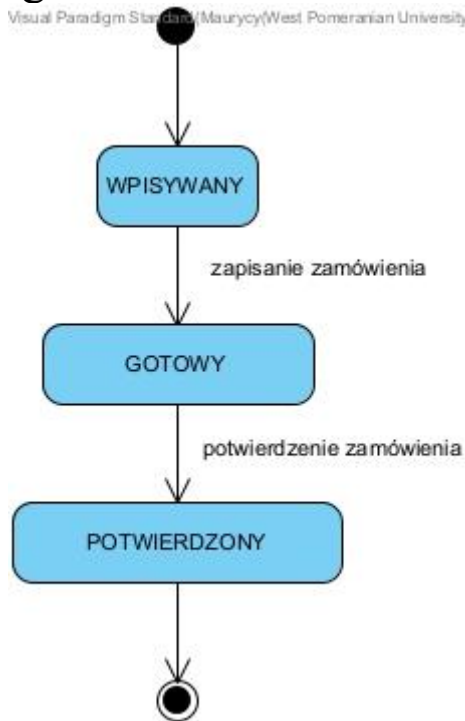 Visual Paradigm Standard(Maurycy(West Pomeranian University
WPISYWANY
zapisanie zamówienia
GOTOWY
potwierdzenie zamówienia
POTWIERDZONY